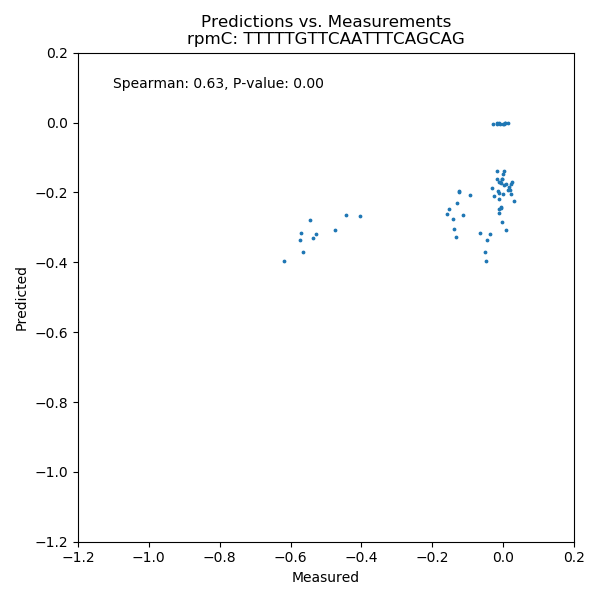 Predictions vs. Measurements
rpmC: TTTTTGTTCAATTTCAGCAG
Spearman: 0.63, P-value: 0.00
0.2
0.0
−0.2
−0.4
−0.6
−0.8
−1.0
−1.2
Predicted
−1.2 −1.0 −0.8 −0.6 −0.4 −0.2 0.0 0.2
Measured